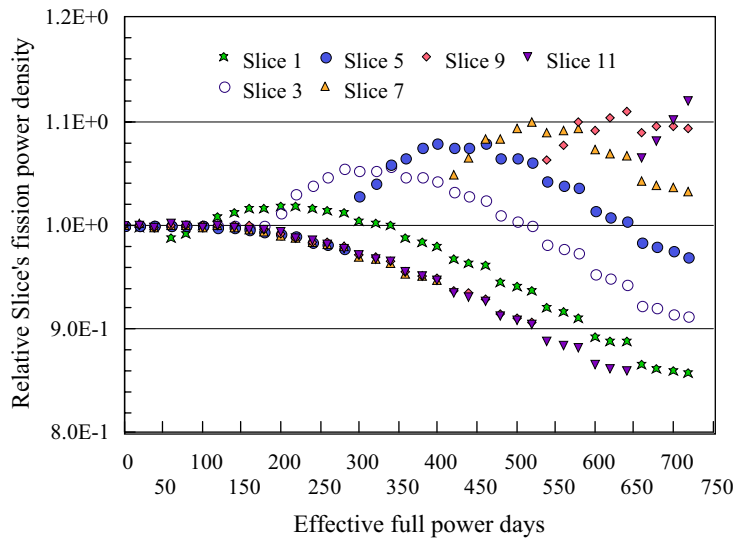 1.2E+0
1.1E+0
1.0E+0
9.0E-1
8.0E-1
Relative Slice's fission power density
Slice 1 Slice 5 Slice 9 Slice 11
Slice 3 Slice 7
0 100 200 300 400 500 600 700
50 150 250 350 450 550 650 750
Effective full power days